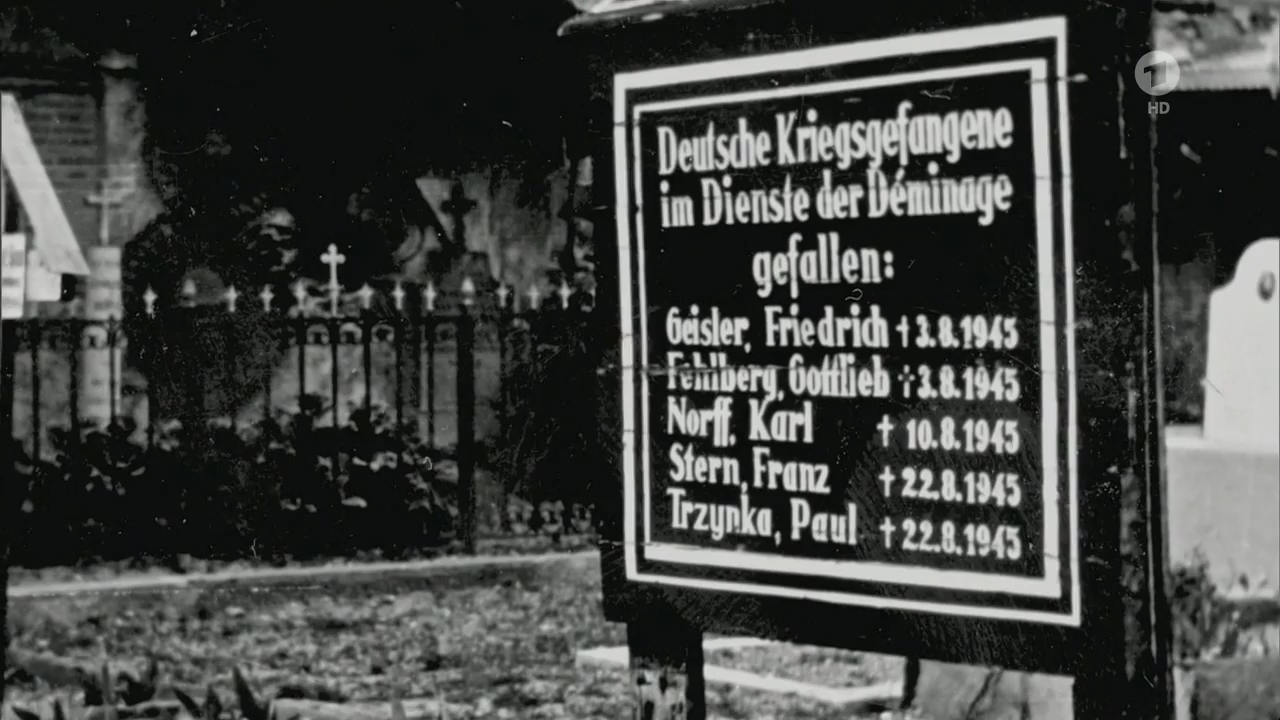 Deutsche Kriegsgefangene
im Dienste der Déminage
gefallen:
Geisler, Friedrich † 3.8.1945
Fehlberg, Gottlieb † 3.8.1945
Norff, Karl † 10.8.1945
Stern, Franz † 22.8.1945
Trzynka, Paul † 22.8.1945
1
HD